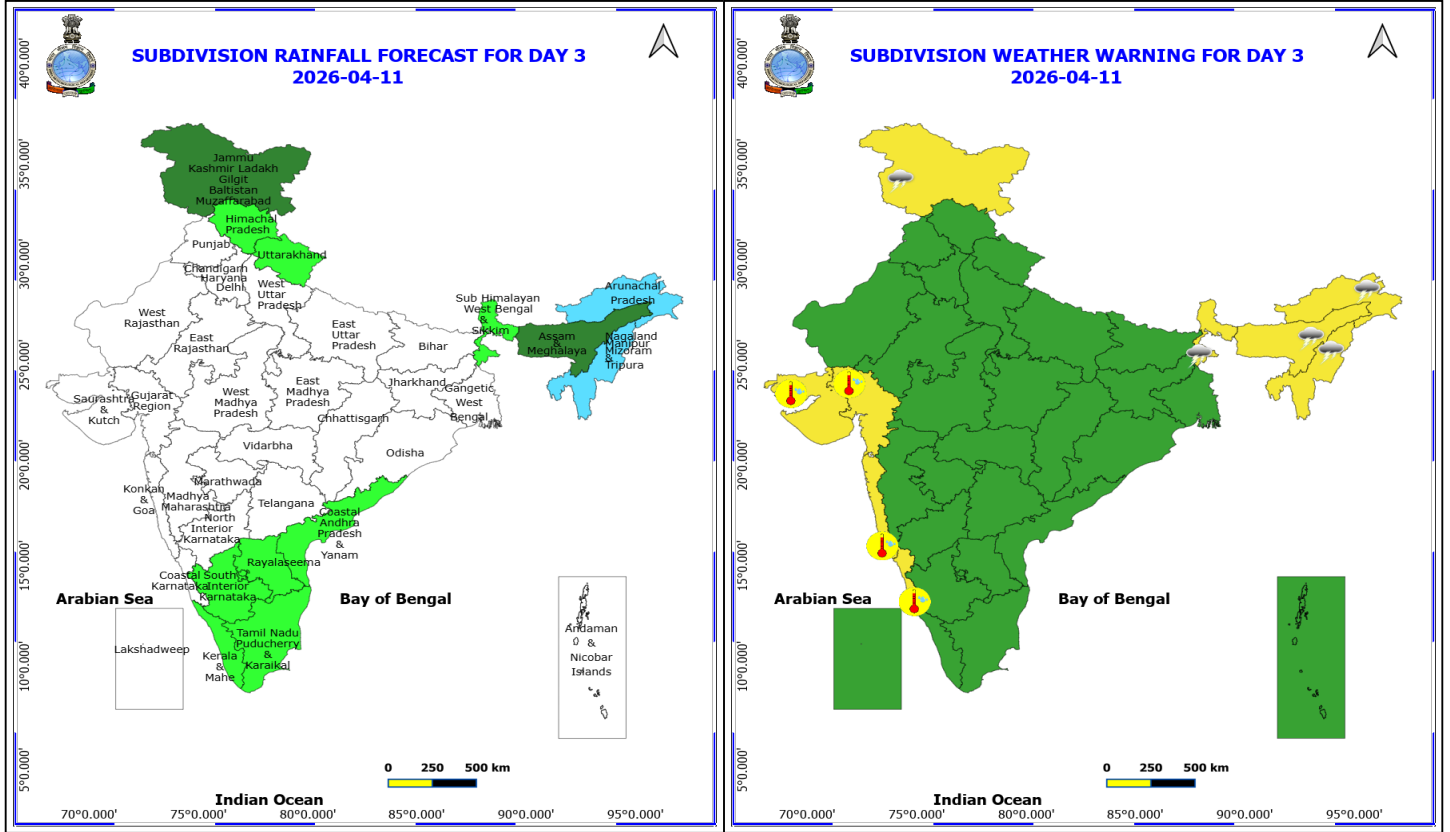 SUBDIVISION RAINFALL FORECAST FOR DAY 3
2026-04-11
40°0.000'
35°0.000'
30°0.000'
25°0.000'
20°0.000'
15°0.000'
10°0.000'
5°0.000'
Jammu
Kashmir Ladakh
Gilgit
Baltistan
Muzaffarabad
Himachal
Pradesh
Punjab
Uttarakhand
Chandigarh
Haryana
Delhi
West
Uttar
Pradesh
Sub Himalayan
West Bengal
&
Sikkim
Arunachal
Pradesh
West
Rajasthan
East
Rajasthan
East
Uttar
Pradesh
Bihar
Assam
&
Meghalaya
Nagaland
Manipur
Mizoram
&
Tripura
Saurashtra
&
Kutch
Gujarat
Region
West
Madhya
Pradesh
East
Madhya
Pradesh
Jharkhand
Gangetic
West
Bengal
Chhattisgarh
Vidarbha
Odisha
Konkan
&
Goa
Marathwada
Madhya
Maharashtra
Telangana
North
Interior
Karnataka
Coastal
Andhra
Pradesh
&
Yanam
Rayalaseema
Coastal
Karnataka
South
Interior
Karnataka
Arabian Sea
Bay of Bengal
Lakshadweep
Kerala
&
Mahe
Tamil Nadu
Puducherry
&
Karaikal
Andaman
&
Nicobar
Islands
0 250 500 km
Indian Ocean
70°0.000' 75°0.000' 80°0.000' 85°0.000' 90°0.000' 95°0.000'
SUBDIVISION WEATHER WARNING FOR DAY 3
2026-04-11
40°0.000'
35°0.000'
30°0.000'
25°0.000'
20°0.000'
15°0.000'
10°0.000'
5°0.000'
Arabian Sea
Bay of Bengal
0 250 500 km
Indian Ocean
70°0.000' 75°0.000' 80°0.000' 85°0.000' 90°0.000' 95°0.000'